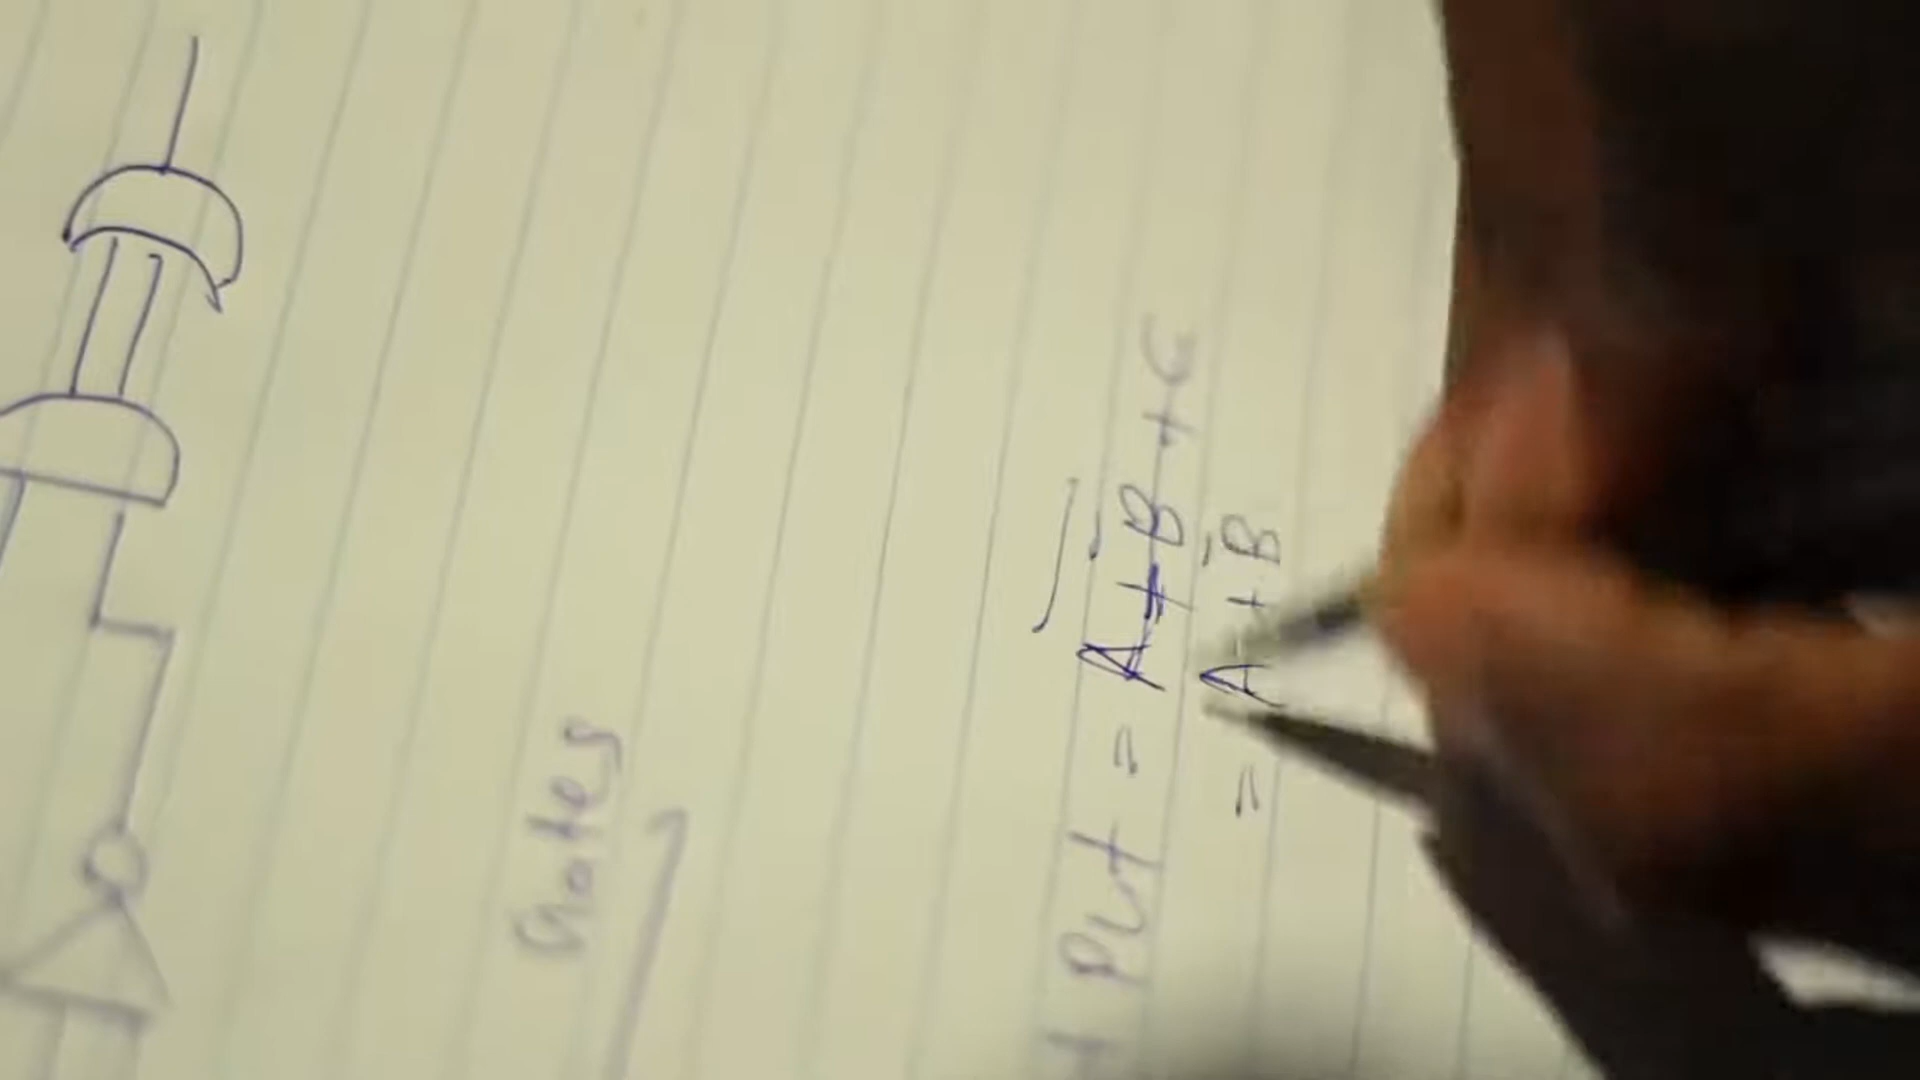 Gates
Put = A + B + C
= A + B̅